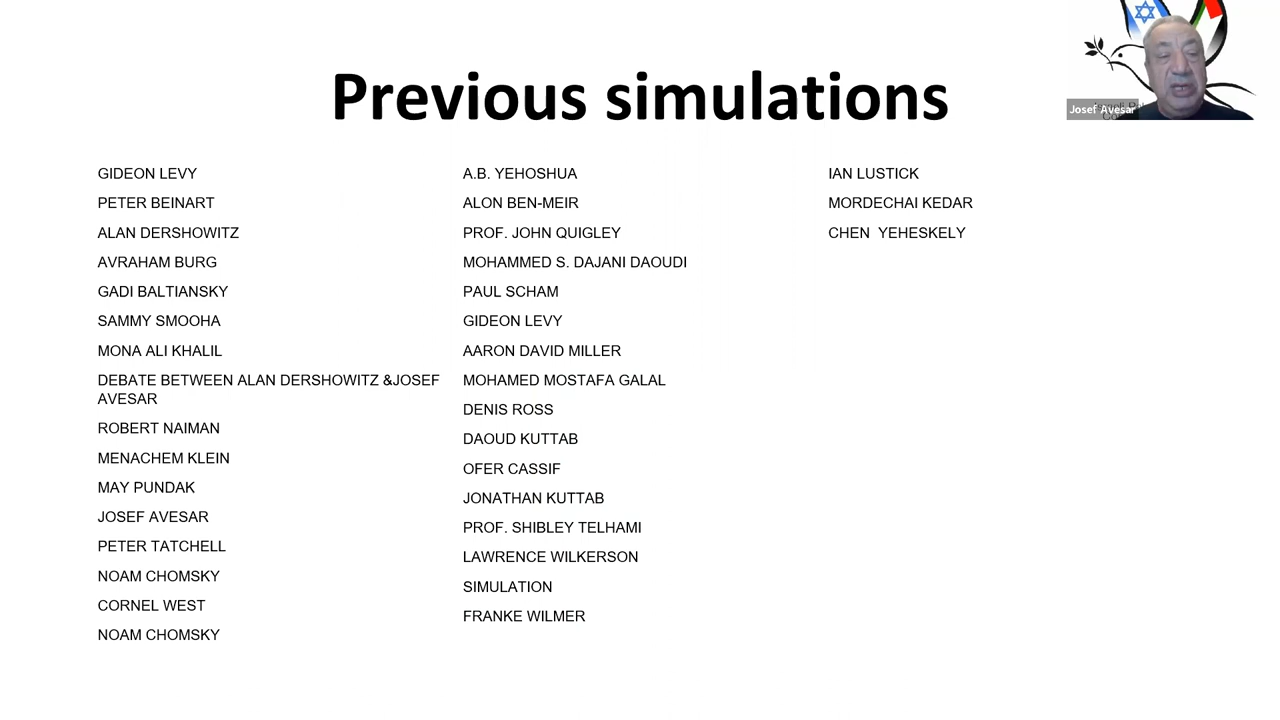 Previous simulations
Josef Avesar
GIDEON LEVY
PETER BEINART
ALAN DERSHOWITZ
AVRAHAM BURG
GADI BALTIANSKY
SAMMY SMOOHA
MONA ALI KHALIL
DEBATE BETWEEN ALAN DERSHOWITZ &JOSEF
AVESAR
ROBERT NAIMAN
MENACHEM KLEIN
MAY PUNDAK
JOSEF AVESAR
PETER TATCHELL
NOAM CHOMSKY
CORNEL WEST
NOAM CHOMSKY
A.B. YEHOSHUA
ALON BEN-MEIR
PROF. JOHN QUIGLEY
MOHAMMED S. DAJANI DAOUDI
PAUL SCHAM
GIDEON LEVY
AARON DAVID MILLER
MOHAMED MOSTAFA GALAL
DENIS ROSS
DAOUD KUTTAB
OFER CASSIF
JONATHAN KUTTAB
PROF. SHIBLEY TELHAMI
LAWRENCE WILKERSON
SIMULATION
FRANKE WILMER
IAN LUSTICK
MORDECHAI KEDAR
CHEN  YEHESKELY